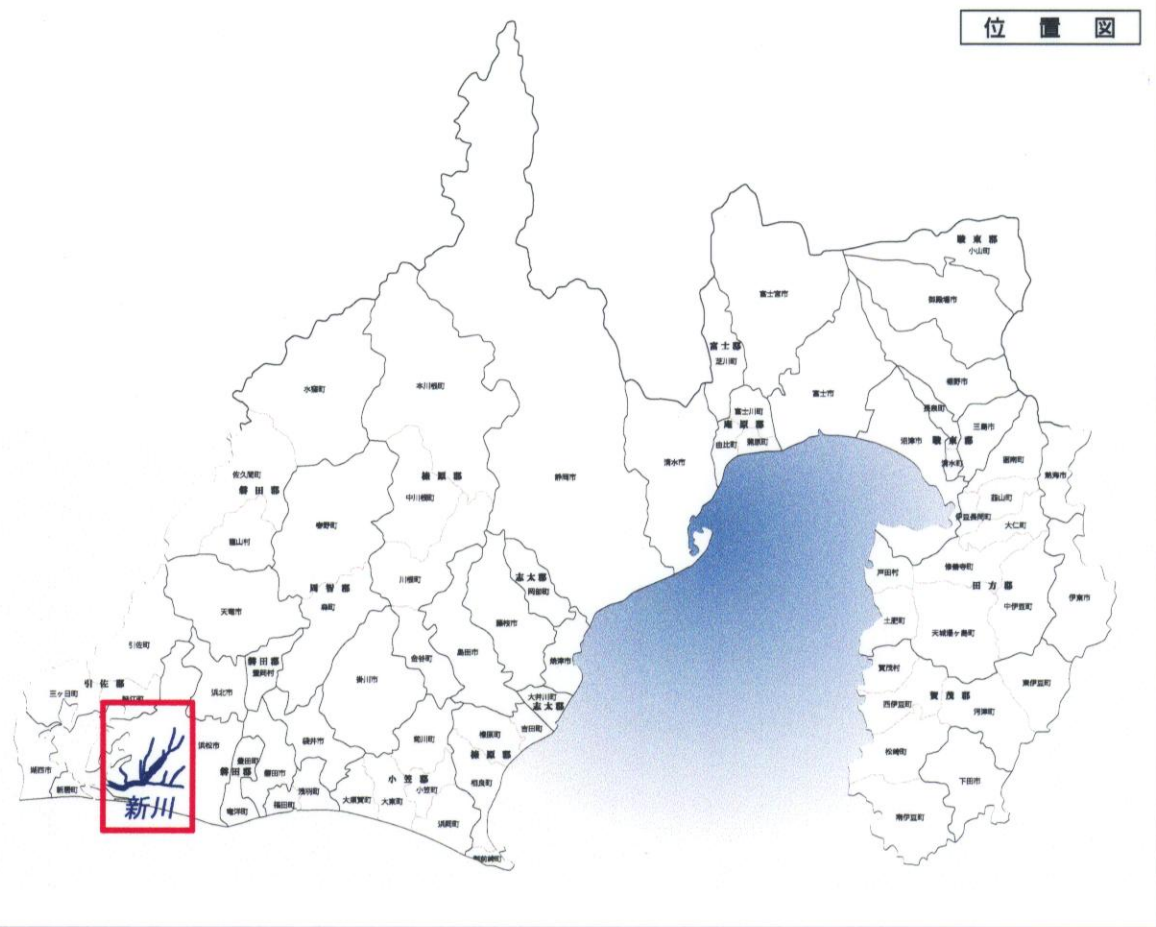 位置図
駿東郡
小山町
富士宮市
御殿場市
富士郡
芝川町
裾野市
水窪町
本川根町
富士市
長泉町
富士川町
庵原郡
三島市
由比町
蒲原町
沼津市
駿東郡
清水町
函南町
清水市
静岡市
熱海市
佐久間町
磐田郡
榛原郡
中川根町
韮山町
伊豆長岡町
大仁町
春野町
龍山村
戸田村
修善寺町
田方郡
川根町
志太郡
岡部町
周智郡
森町
中伊豆町
伊東市
天竜市
藤枝市
土肥町
天城湯ヶ島町
引佐町
磐田郡
豊岡村
金谷町
島田市
焼津市
賀茂村
掛川市
引佐郡
三ヶ日町
細江町
浜北市
大井川町
志太郡
西伊豆町
賀茂郡
東伊豆町
河津町
吉田町
榛原町
菊川町
浜松市
袋井市
榛原郡
松崎町
湖西市
新居町
豊田町
磐田郡
磐田市
浅羽町
小笠郡
小笠町
相良町
下田市
新川
竜洋町
福田町
大須賀町
大東町
浜岡町
南伊豆町
御前崎町